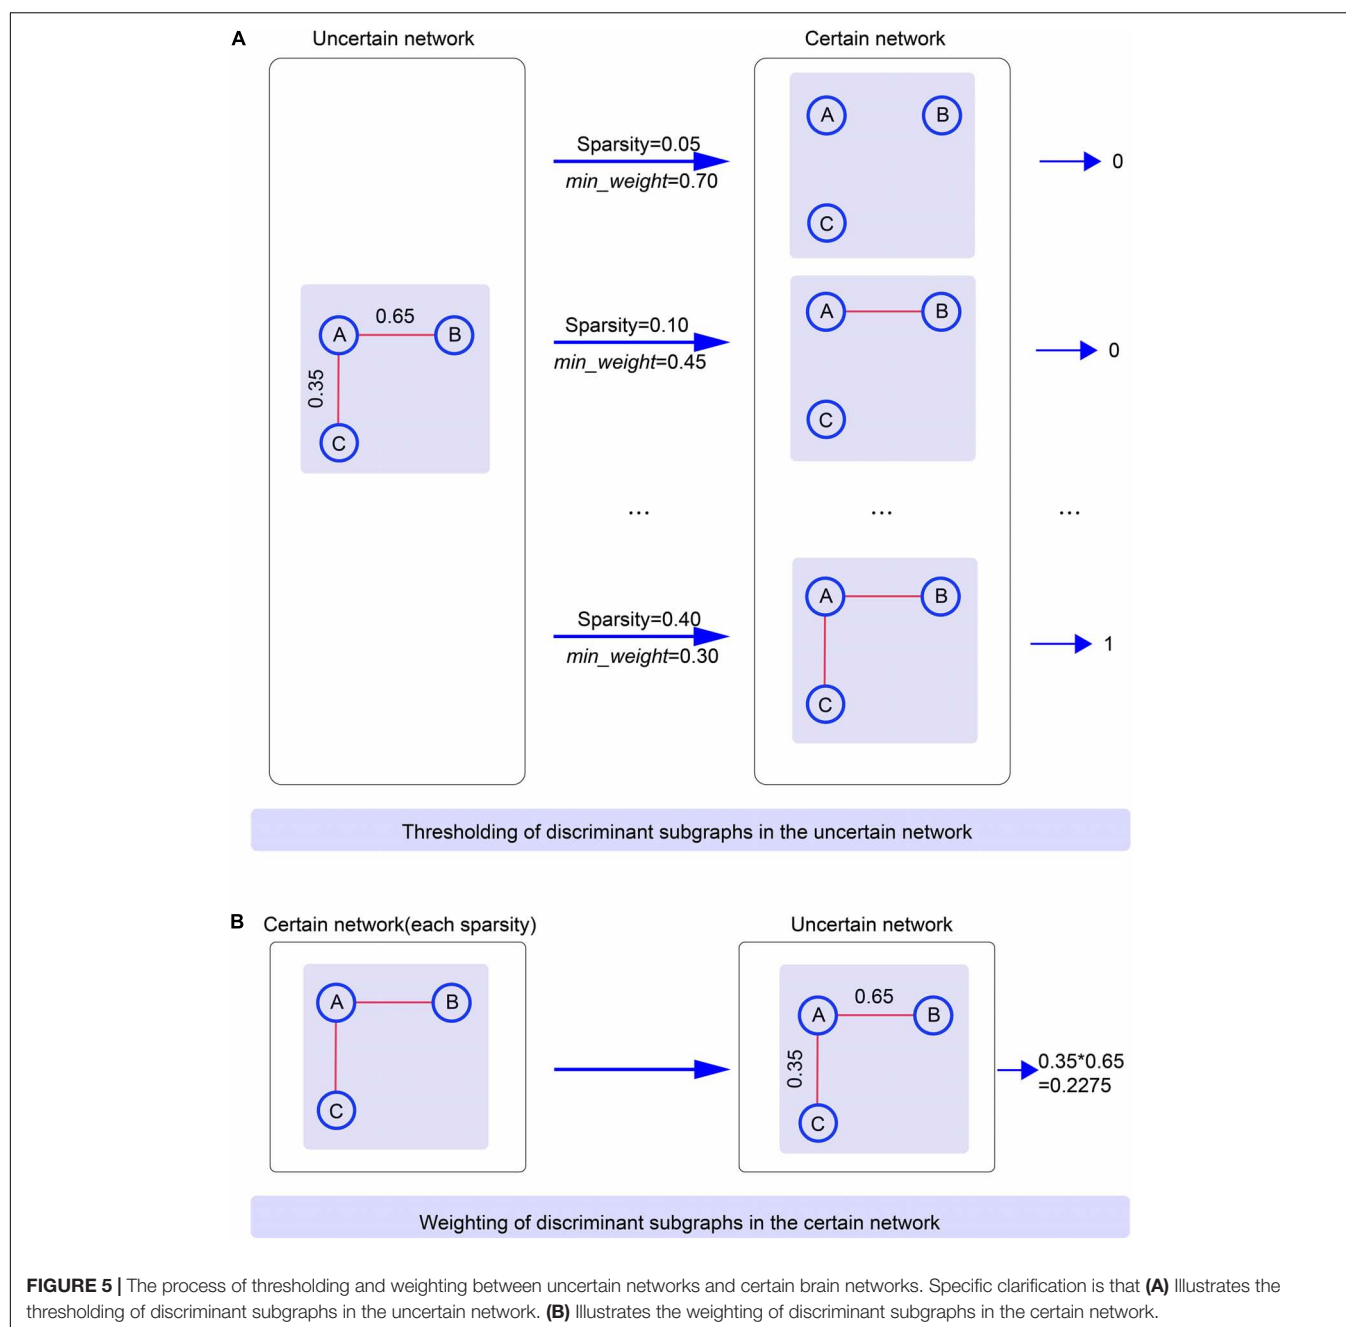 A
Uncertain network
Certain network
A
B
C
Sparsity=0.05
min_weight=0.70
0
A
0.65
B
0.35
C
Sparsity=0.10
min_weight=0.45
A
B
C
0
...
...
...
Sparsity=0.40
min_weight=0.30
A
B
C
1
Thresholding of discriminant subgraphs in the uncertain network
B
Certain network(each sparsity)
Uncertain network
A
B
C
A
0.65
B
0.35
C
0.35*0.65
=0.2275
Weighting of discriminant subgraphs in the certain network
FIGURE 5 | The process of thresholding and weighting between uncertain networks and certain brain networks. Specific clarification is that (A) Illustrates the
thresholding of discriminant subgraphs in the uncertain network. (B) Illustrates the weighting of discriminant subgraphs in the certain network.